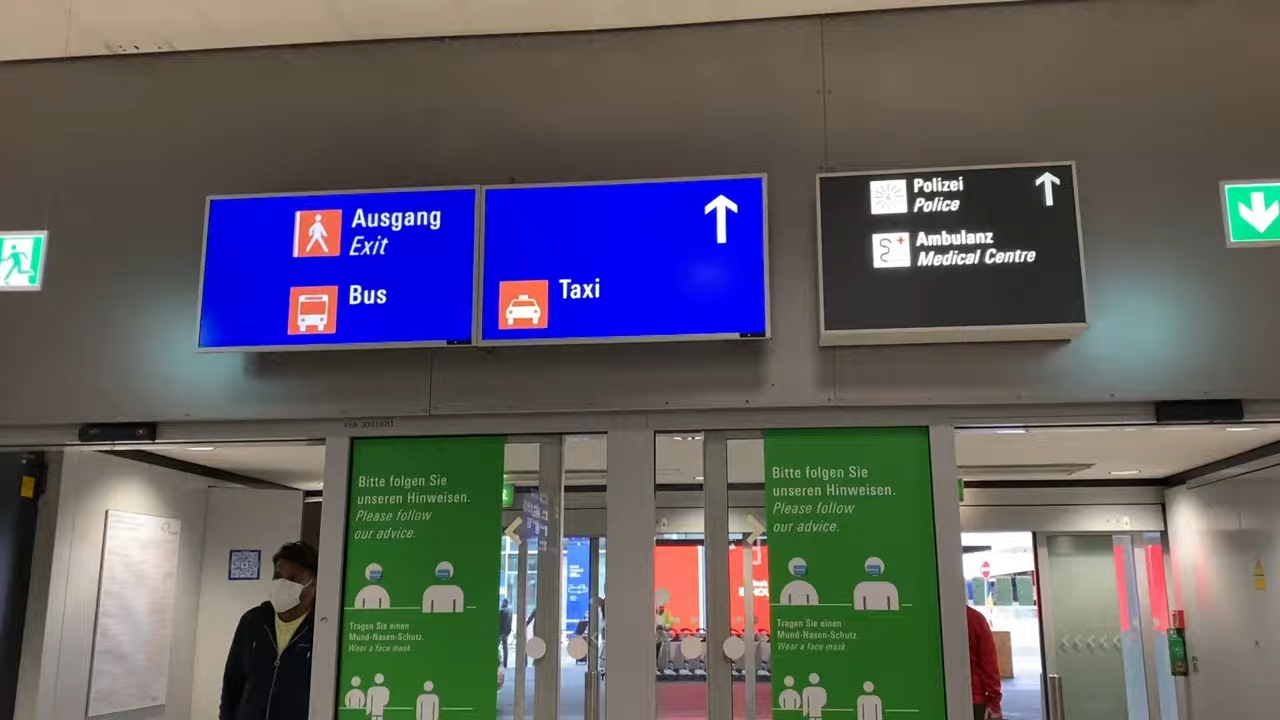 Ausgang
Exit
Bus
Taxi
Polizei
Police
Ambulanz
Medical Centre
Bitte folgen Sie
unseren Hinweisen.
Please follow
our advice.
Tragen Sie einen
Mund-Nasen-Schutz.
Wear a face mask.
Bitte folgen Sie
unseren Hinweisen.
Please follow
our advice.
Tragen Sie einen
Mund-Nasen-Schutz.
Wear a face mask.